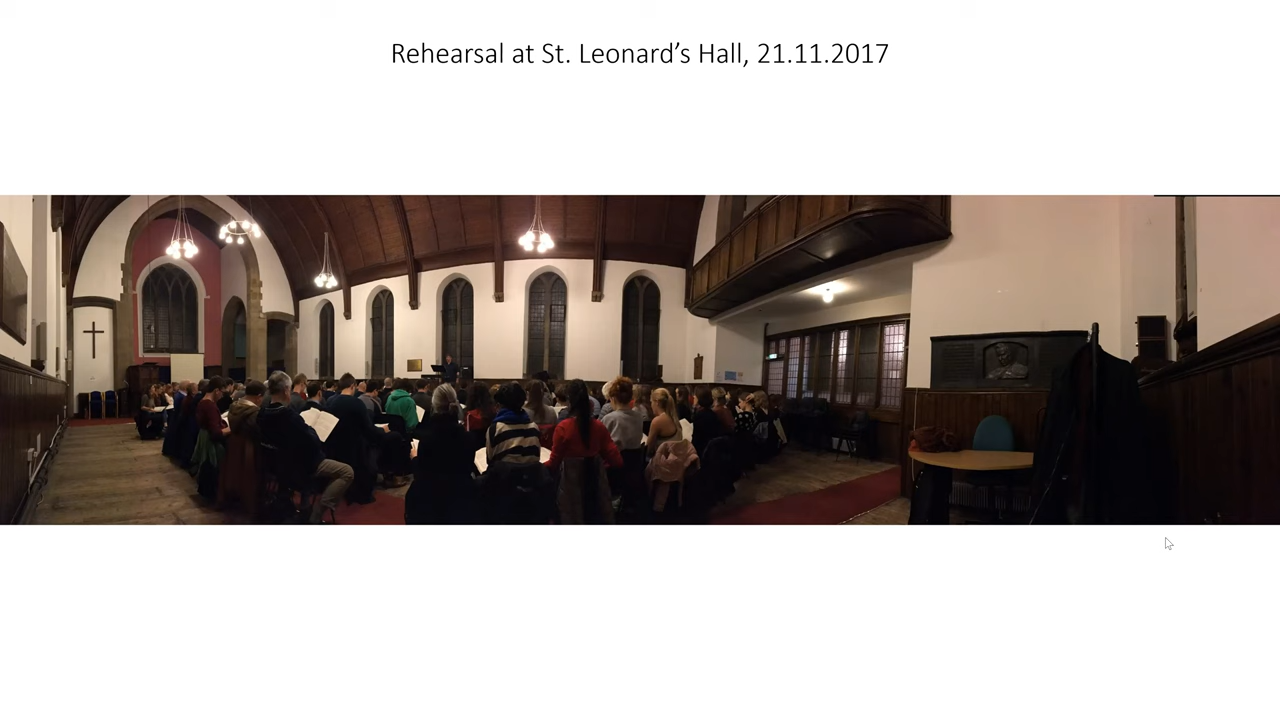 Rehearsal at St. Leonard’s Hall, 21.11.2017